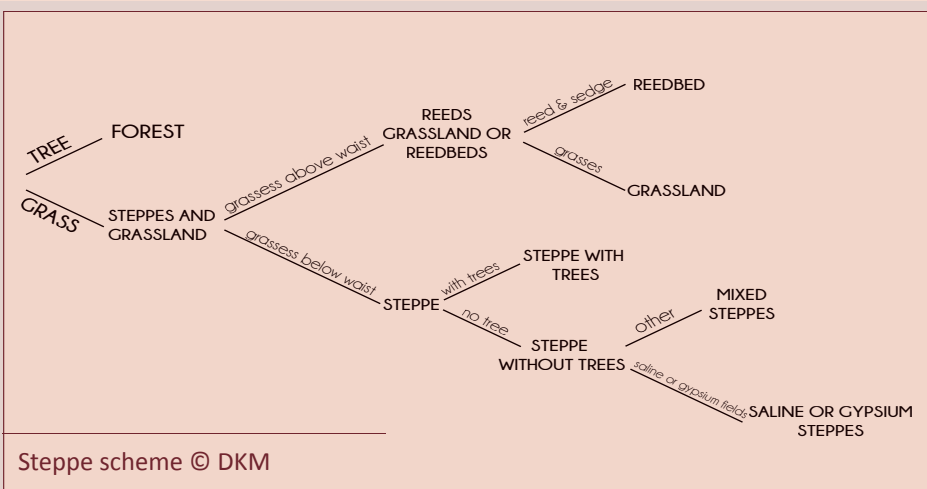 TREE
FOREST
GRASS
STEPPES AND
GRASSLAND
grassess above waist
REEDS
GRASSLAND OR
REEDBEDS
reed & sedge
REEDBED
grasses
GRASSLAND
grassess below waist
STEPPE
with trees
STEPPE WITH
TREES
no tree
STEPPE
WITHOUT TREES
other
MIXED
STEPPES
saline or gypsium fields
SALINE OR GYPSIUM
STEPPES
Steppe scheme © DKM